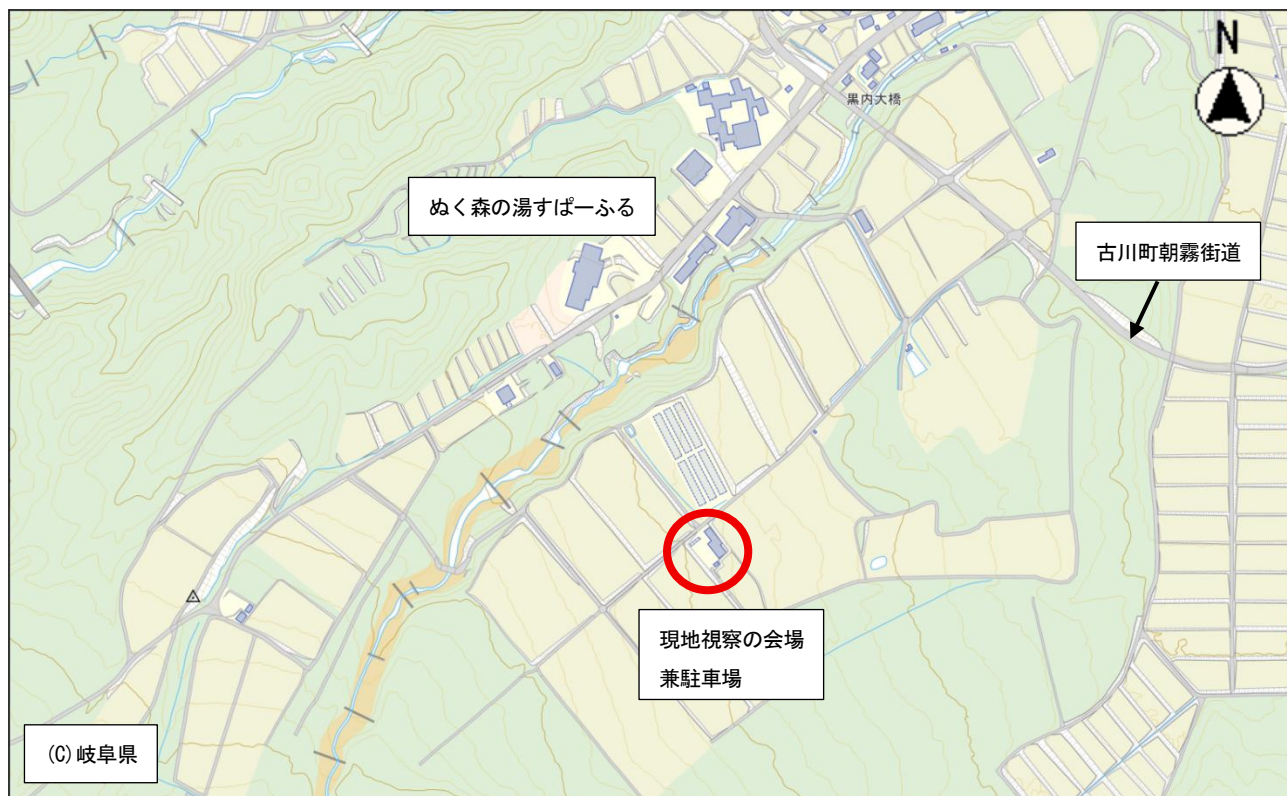 N
黒内大橋
ぬく森の湯すぱーふる
古川町朝霧街道
現地視察の会場
兼駐車場
(C)岐阜県